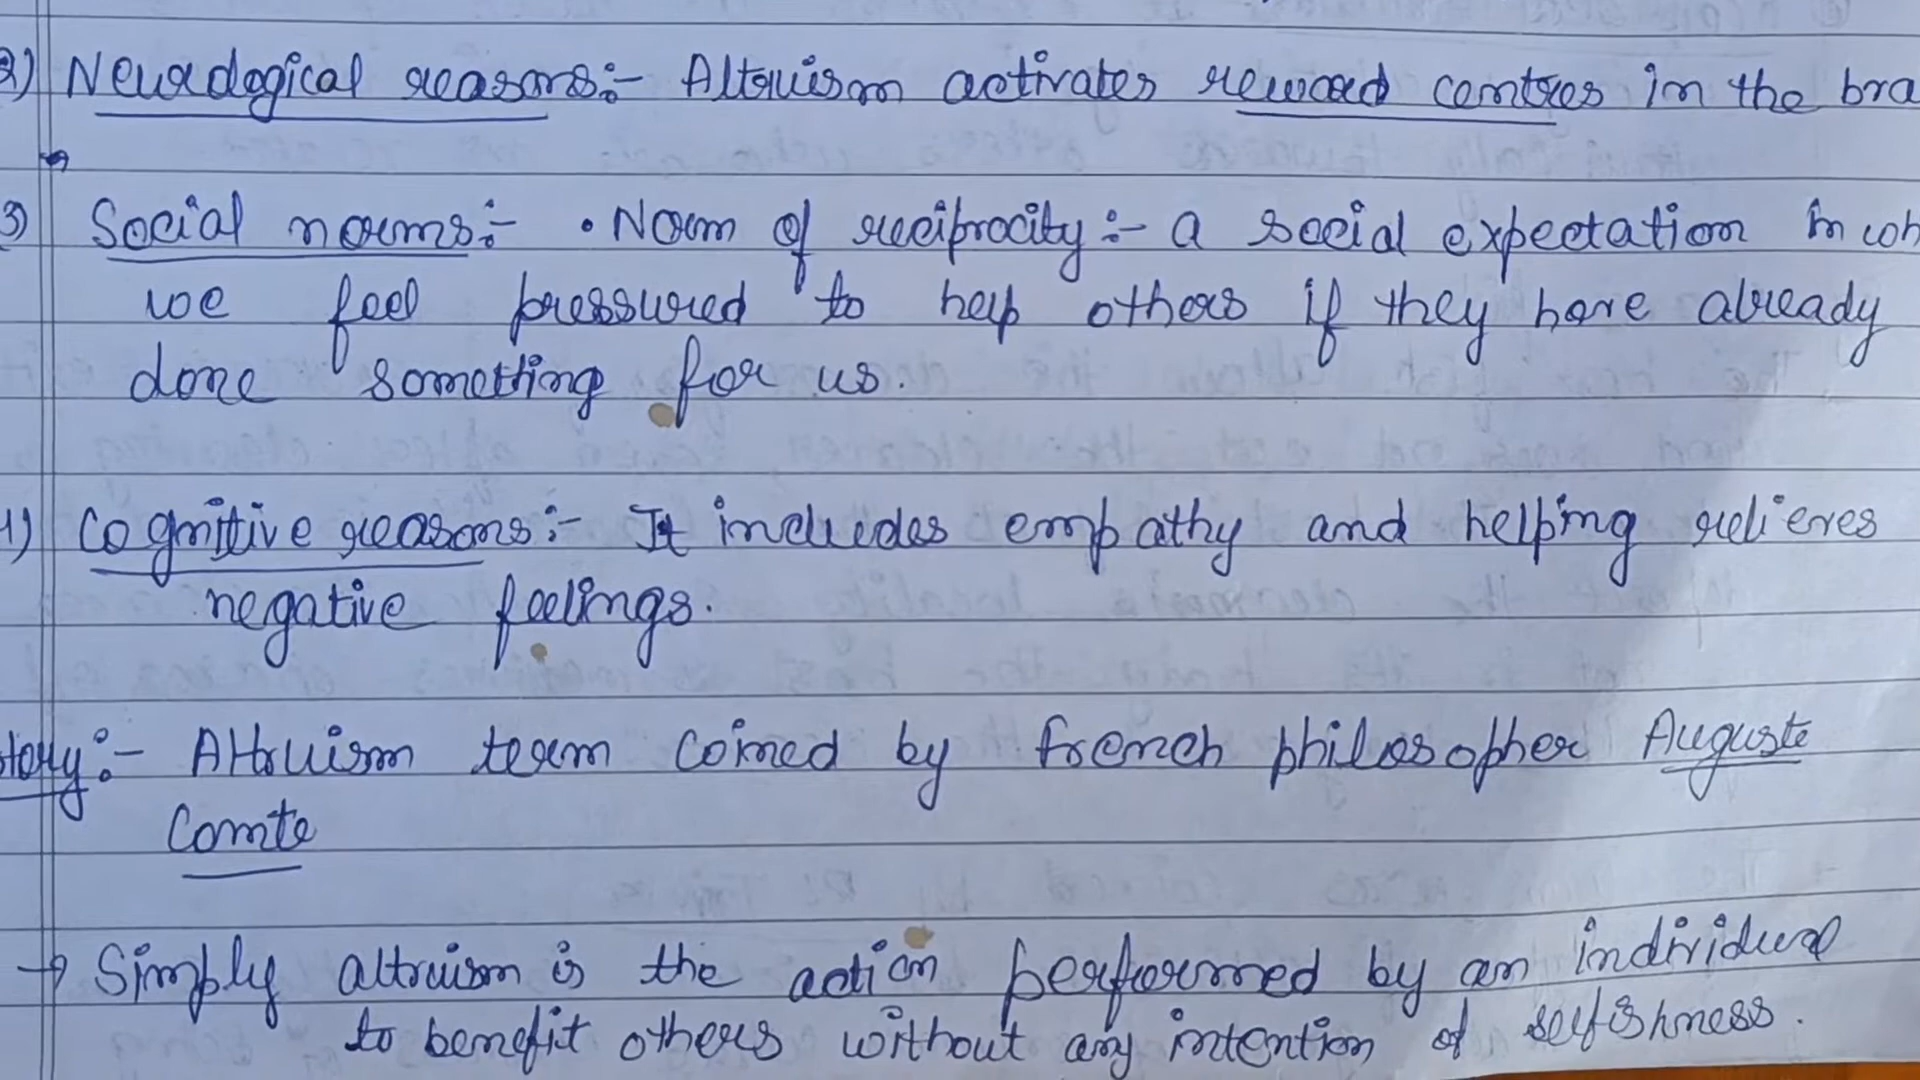 2) Neurological reasons:- Altruism activates reward centres in the bra
3) Social norms:- • Norm of reciprocity:- a social expectation in wh
we feel pressured to help others if they have already
done something for us.
4) Cognitive reasons:- It includes empathy and helping relieves
negative feelings.
tory:- Altruism term coined by french philosopher Auguste
Comte
→ Simply altruism is the action performed by an individual
to benefit others without any intention of selfishness.